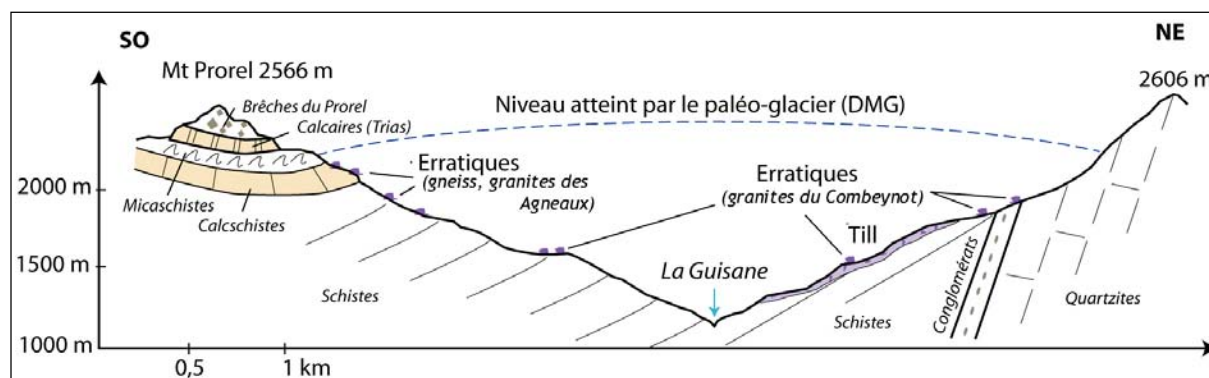 SO
NE
Mt Prorel 2566 m
2606 m
Brêches du Prorel
Calcaires (Trias)
Niveau atteint par le paléo-glacier (DMG)
Erratiques
(gneiss, granites des
Agneaux)
Erratiques
(granites du Combeynot)
2000 m
Micaschistes
Calcschistes
Till
1500 m
La Guisane
Schistes
Schistes
Conglomérats
Quartzites
1000 m
0,5
1 km